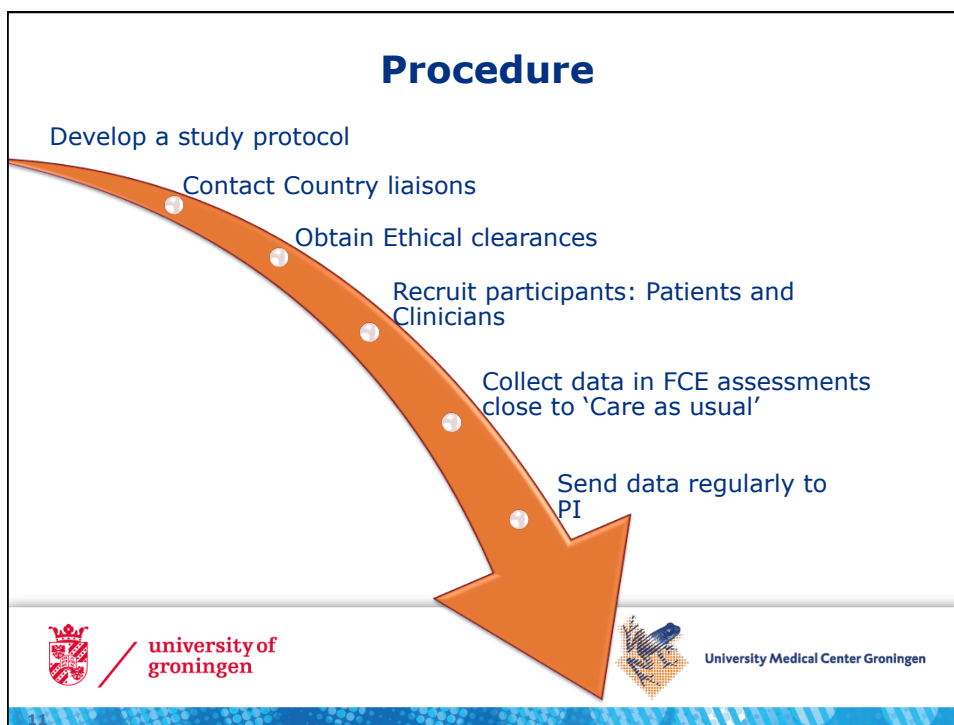 Procedure
Develop a study protocol
Contact Country liaisons
Obtain Ethical clearances
Recruit participants: Patients and
Clinicians
Collect data in FCE assessments
close to ‘Care as usual’
Send data regularly to
PI
university of
groningen
University Medical Center Groningen
11